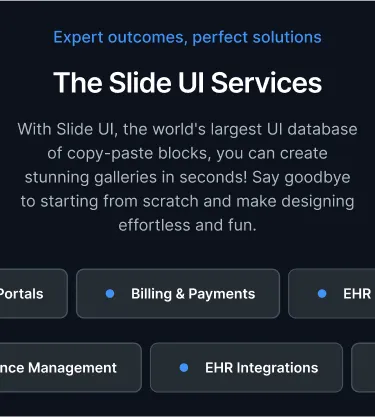 Expert outcomes, perfect solutions
The Slide UI Services
With Slide UI, the world's largest UI database
of copy-paste blocks, you can create
stunning galleries in seconds! Say goodbye
to starting from scratch and make designing
effortless and fun.
Portals Billing & Payments EHR
nce Management EHR Integrations